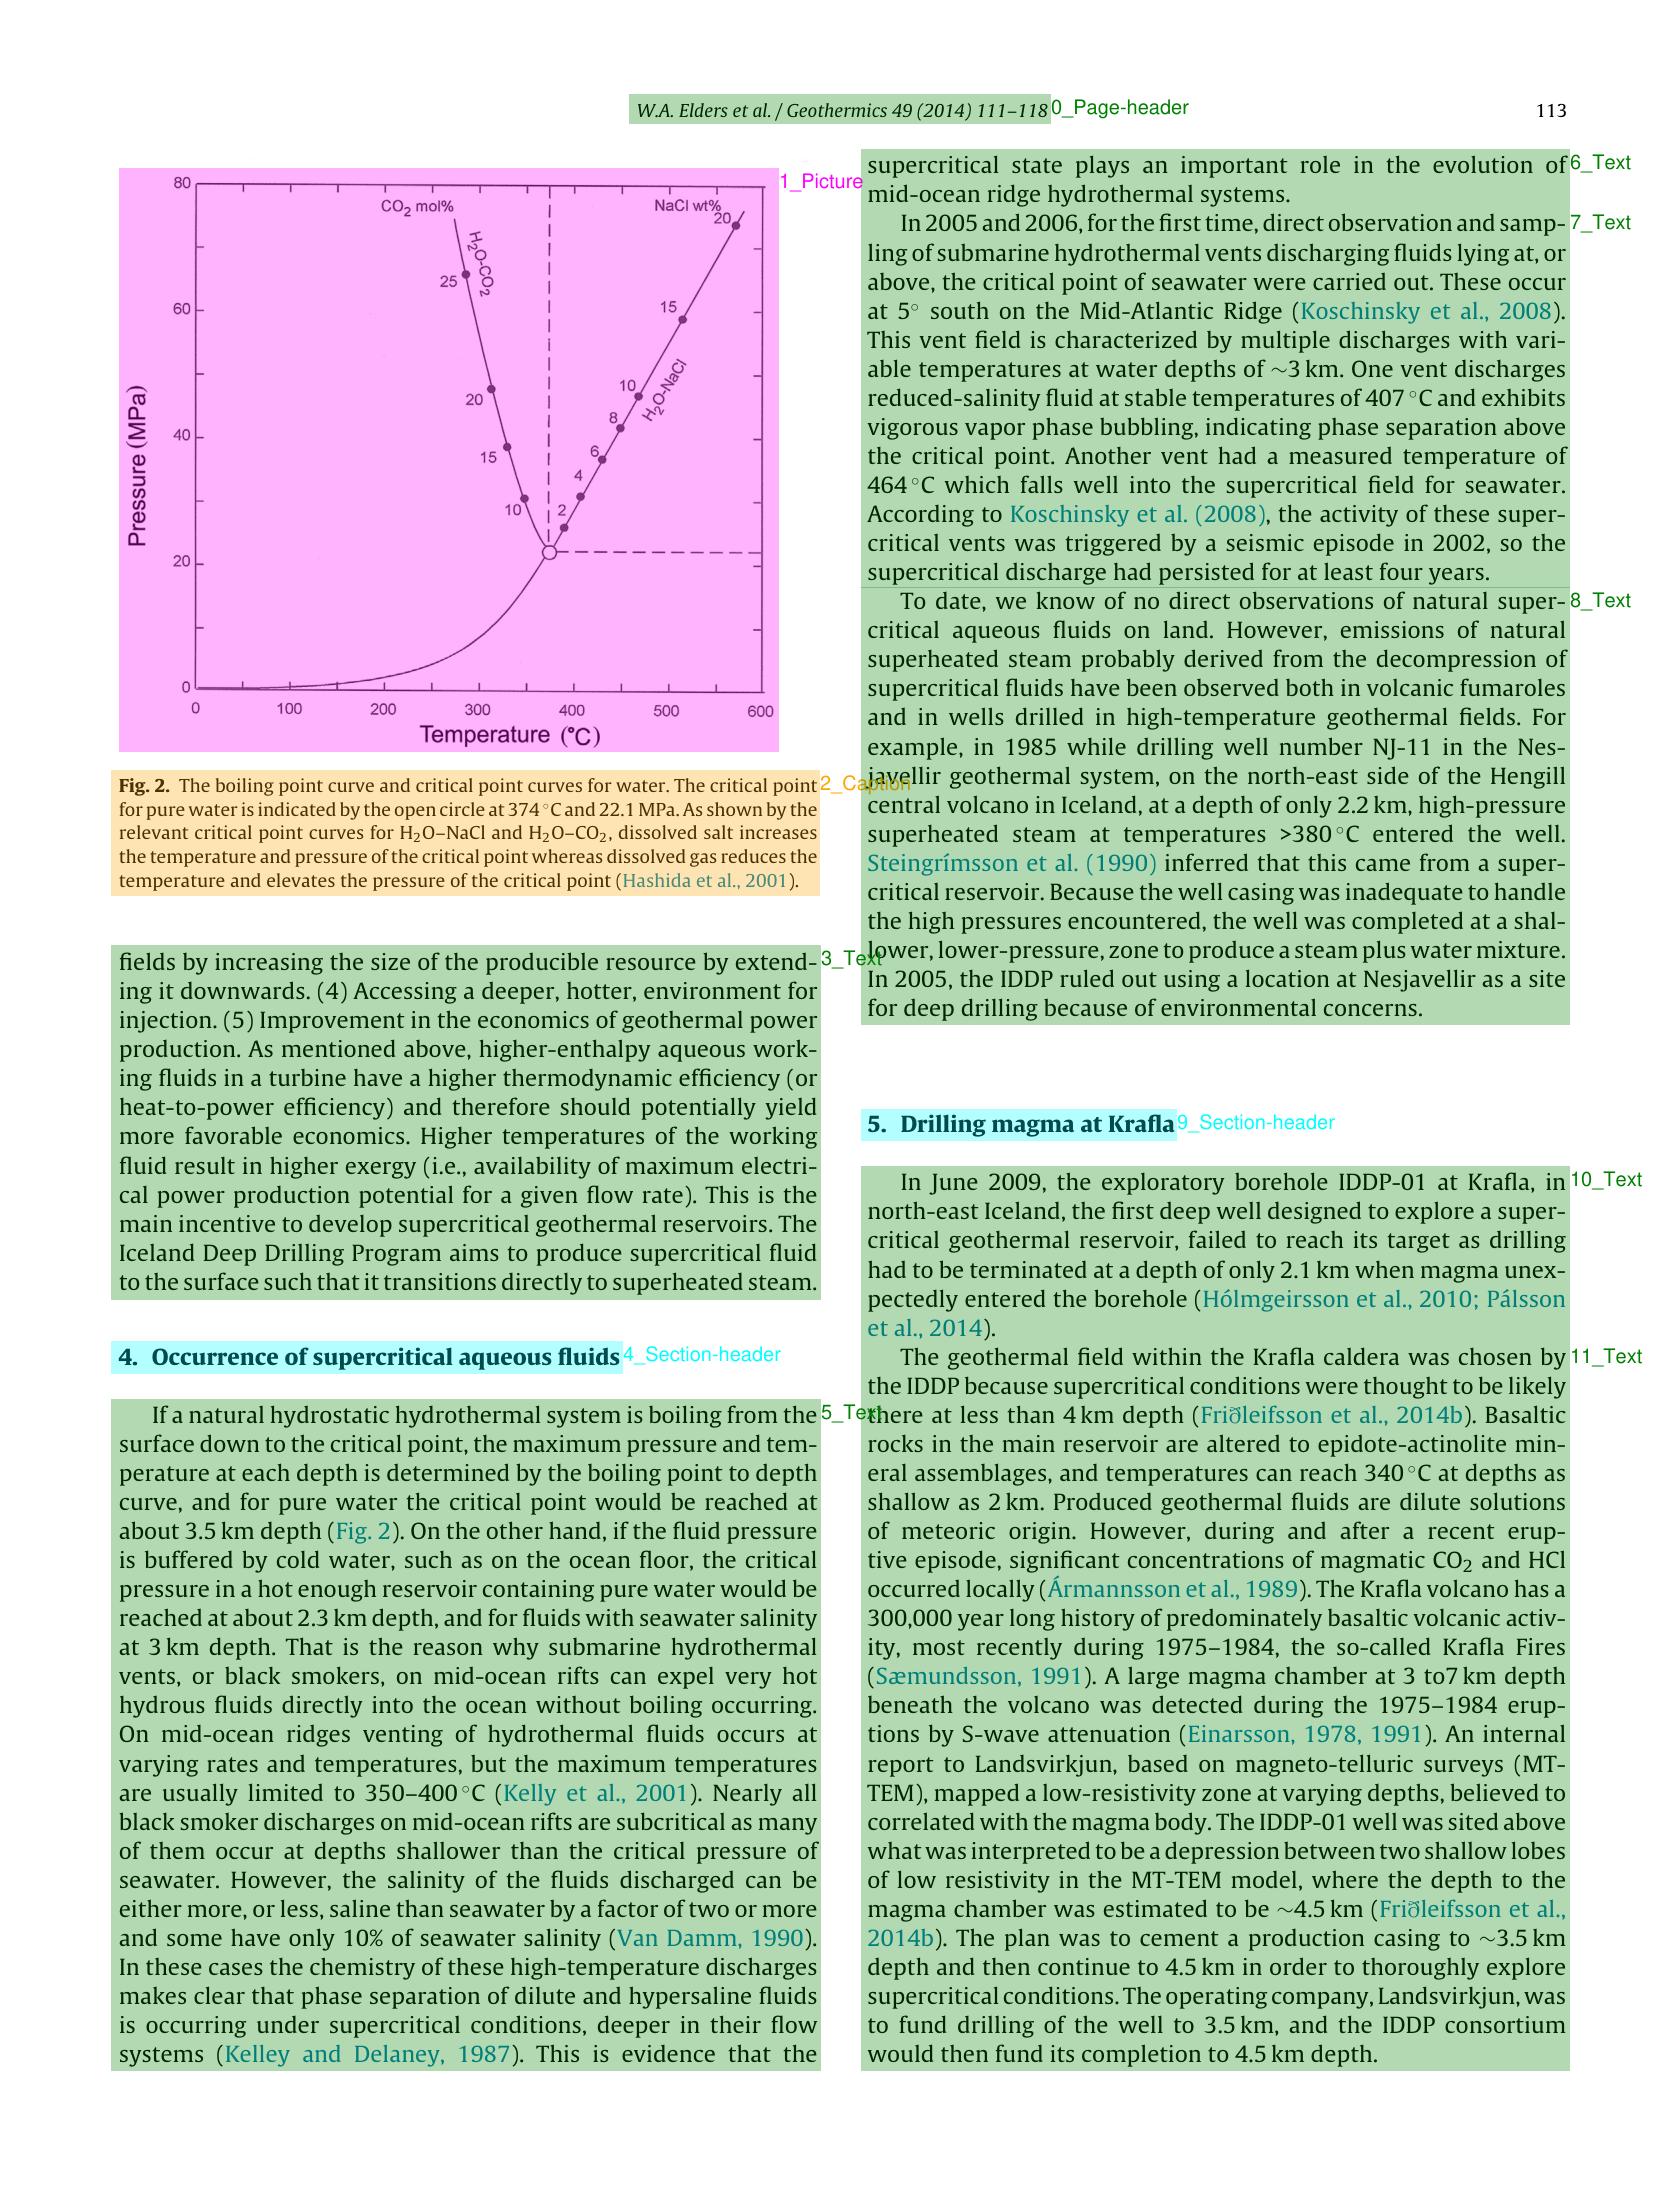 W.A. Elders et al. / Geothermics 49 (2014) 111–118
0_Page-header
113
1_Picture
80
60
40
20
0
Pressure (MPa)
CO2 mol%
H2O-CO2
25
20
15
10
NaCl wt%
20
15
10
8
6
4
2
H2O-NaCl
0 100 200 300 400 500 600
Temperature (°C)
2_Caption
Fig. 2. The boiling point curve and critical point curves for water. The critical point
for pure water is indicated by the open circle at 374 °C and 22.1 MPa. As shown by the
relevant critical point curves for H2O–NaCl and H2O–CO2, dissolved salt increases
the temperature and pressure of the critical point whereas dissolved gas reduces the
temperature and elevates the pressure of the critical point (Hashida et al., 2001).
3_Text
fields by increasing the size of the producible resource by extend-
ing it downwards. (4) Accessing a deeper, hotter, environment for
injection. (5) Improvement in the economics of geothermal power
production. As mentioned above, higher-enthalpy aqueous work-
ing fluids in a turbine have a higher thermodynamic efficiency (or
heat-to-power efficiency) and therefore should potentially yield
more favorable economics. Higher temperatures of the working
fluid result in higher exergy (i.e., availability of maximum electri-
cal power production potential for a given flow rate). This is the
main incentive to develop supercritical geothermal reservoirs. The
Iceland Deep Drilling Program aims to produce supercritical fluid
to the surface such that it transitions directly to superheated steam.
4. Occurrence of supercritical aqueous fluids
4_Section-header
5_Text
If a natural hydrostatic hydrothermal system is boiling from the
surface down to the critical point, the maximum pressure and tem-
perature at each depth is determined by the boiling point to depth
curve, and for pure water the critical point would be reached at
about 3.5 km depth (Fig. 2). On the other hand, if the fluid pressure
is buffered by cold water, such as on the ocean floor, the critical
pressure in a hot enough reservoir containing pure water would be
reached at about 2.3 km depth, and for fluids with seawater salinity
at 3 km depth. That is the reason why submarine hydrothermal
vents, or black smokers, on mid-ocean rifts can expel very hot
hydrous fluids directly into the ocean without boiling occurring.
On mid-ocean ridges venting of hydrothermal fluids occurs at
varying rates and temperatures, but the maximum temperatures
are usually limited to 350–400 °C (Kelly et al., 2001). Nearly all
black smoker discharges on mid-ocean rifts are subcritical as many
of them occur at depths shallower than the critical pressure of
seawater. However, the salinity of the fluids discharged can be
either more, or less, saline than seawater by a factor of two or more
and some have only 10% of seawater salinity (Van Damm, 1990).
In these cases the chemistry of these high-temperature discharges
makes clear that phase separation of dilute and hypersaline fluids
is occurring under supercritical conditions, deeper in their flow
systems (Kelley and Delaney, 1987). This is evidence that the
6_Text
supercritical state plays an important role in the evolution of
mid-ocean ridge hydrothermal systems.
7_Text
In 2005 and 2006, for the first time, direct observation and samp-
ling of submarine hydrothermal vents discharging fluids lying at, or
above, the critical point of seawater were carried out. These occur
at 5° south on the Mid-Atlantic Ridge (Koschinsky et al., 2008).
This vent field is characterized by multiple discharges with vari-
able temperatures at water depths of ∼3 km. One vent discharges
reduced-salinity fluid at stable temperatures of 407 °C and exhibits
vigorous vapor phase bubbling, indicating phase separation above
the critical point. Another vent had a measured temperature of
464 °C which falls well into the supercritical field for seawater.
According to Koschinsky et al. (2008), the activity of these super-
critical vents was triggered by a seismic episode in 2002, so the
supercritical discharge had persisted for at least four years.
8_Text
To date, we know of no direct observations of natural super-
critical aqueous fluids on land. However, emissions of natural
superheated steam probably derived from the decompression of
supercritical fluids have been observed both in volcanic fumaroles
and in wells drilled in high-temperature geothermal fields. For
example, in 1985 while drilling well number NJ-11 in the Nes-
javellir geothermal system, on the north-east side of the Hengill
central volcano in Iceland, at a depth of only 2.2 km, high-pressure
superheated steam at temperatures >380 °C entered the well.
Steingrímsson et al. (1990) inferred that this came from a super-
critical reservoir. Because the well casing was inadequate to handle
the high pressures encountered, the well was completed at a shal-
lower, lower-pressure, zone to produce a steam plus water mixture.
In 2005, the IDDP ruled out using a location at Nesjavellir as a site
for deep drilling because of environmental concerns.
5. Drilling magma at Krafla
9_Section-header
10_Text
In June 2009, the exploratory borehole IDDP-01 at Krafla, in
north-east Iceland, the first deep well designed to explore a super-
critical geothermal reservoir, failed to reach its target as drilling
had to be terminated at a depth of only 2.1 km when magma unex-
pectedly entered the borehole (Hólmgeirsson et al., 2010; Pálsson
et al., 2014).
11_Text
The geothermal field within the Krafla caldera was chosen by
the IDDP because supercritical conditions were thought to be likely
there at less than 4 km depth (Friðleifsson et al., 2014b). Basaltic
rocks in the main reservoir are altered to epidote-actinolite min-
eral assemblages, and temperatures can reach 340 °C at depths as
shallow as 2 km. Produced geothermal fluids are dilute solutions
of meteoric origin. However, during and after a recent erup-
tive episode, significant concentrations of magmatic CO2 and HCl
occurred locally (Ármannsson et al., 1989). The Krafla volcano has a
300,000 year long history of predominately basaltic volcanic activ-
ity, most recently during 1975–1984, the so-called Krafla Fires
(Sæmundsson, 1991). A large magma chamber at 3 to7 km depth
beneath the volcano was detected during the 1975–1984 erup-
tions by S-wave attenuation (Einarsson, 1978, 1991). An internal
report to Landsvirkjun, based on magneto-telluric surveys (MT-
TEM), mapped a low-resistivity zone at varying depths, believed to
correlated with the magma body. The IDDP-01 well was sited above
what was interpreted to be a depression between two shallow lobes
of low resistivity in the MT-TEM model, where the depth to the
magma chamber was estimated to be ∼4.5 km (Friðleifsson et al.,
2014b). The plan was to cement a production casing to ∼3.5 km
depth and then continue to 4.5 km in order to thoroughly explore
supercritical conditions. The operating company, Landsvirkjun, was
to fund drilling of the well to 3.5 km, and the IDDP consortium
would then fund its completion to 4.5 km depth.